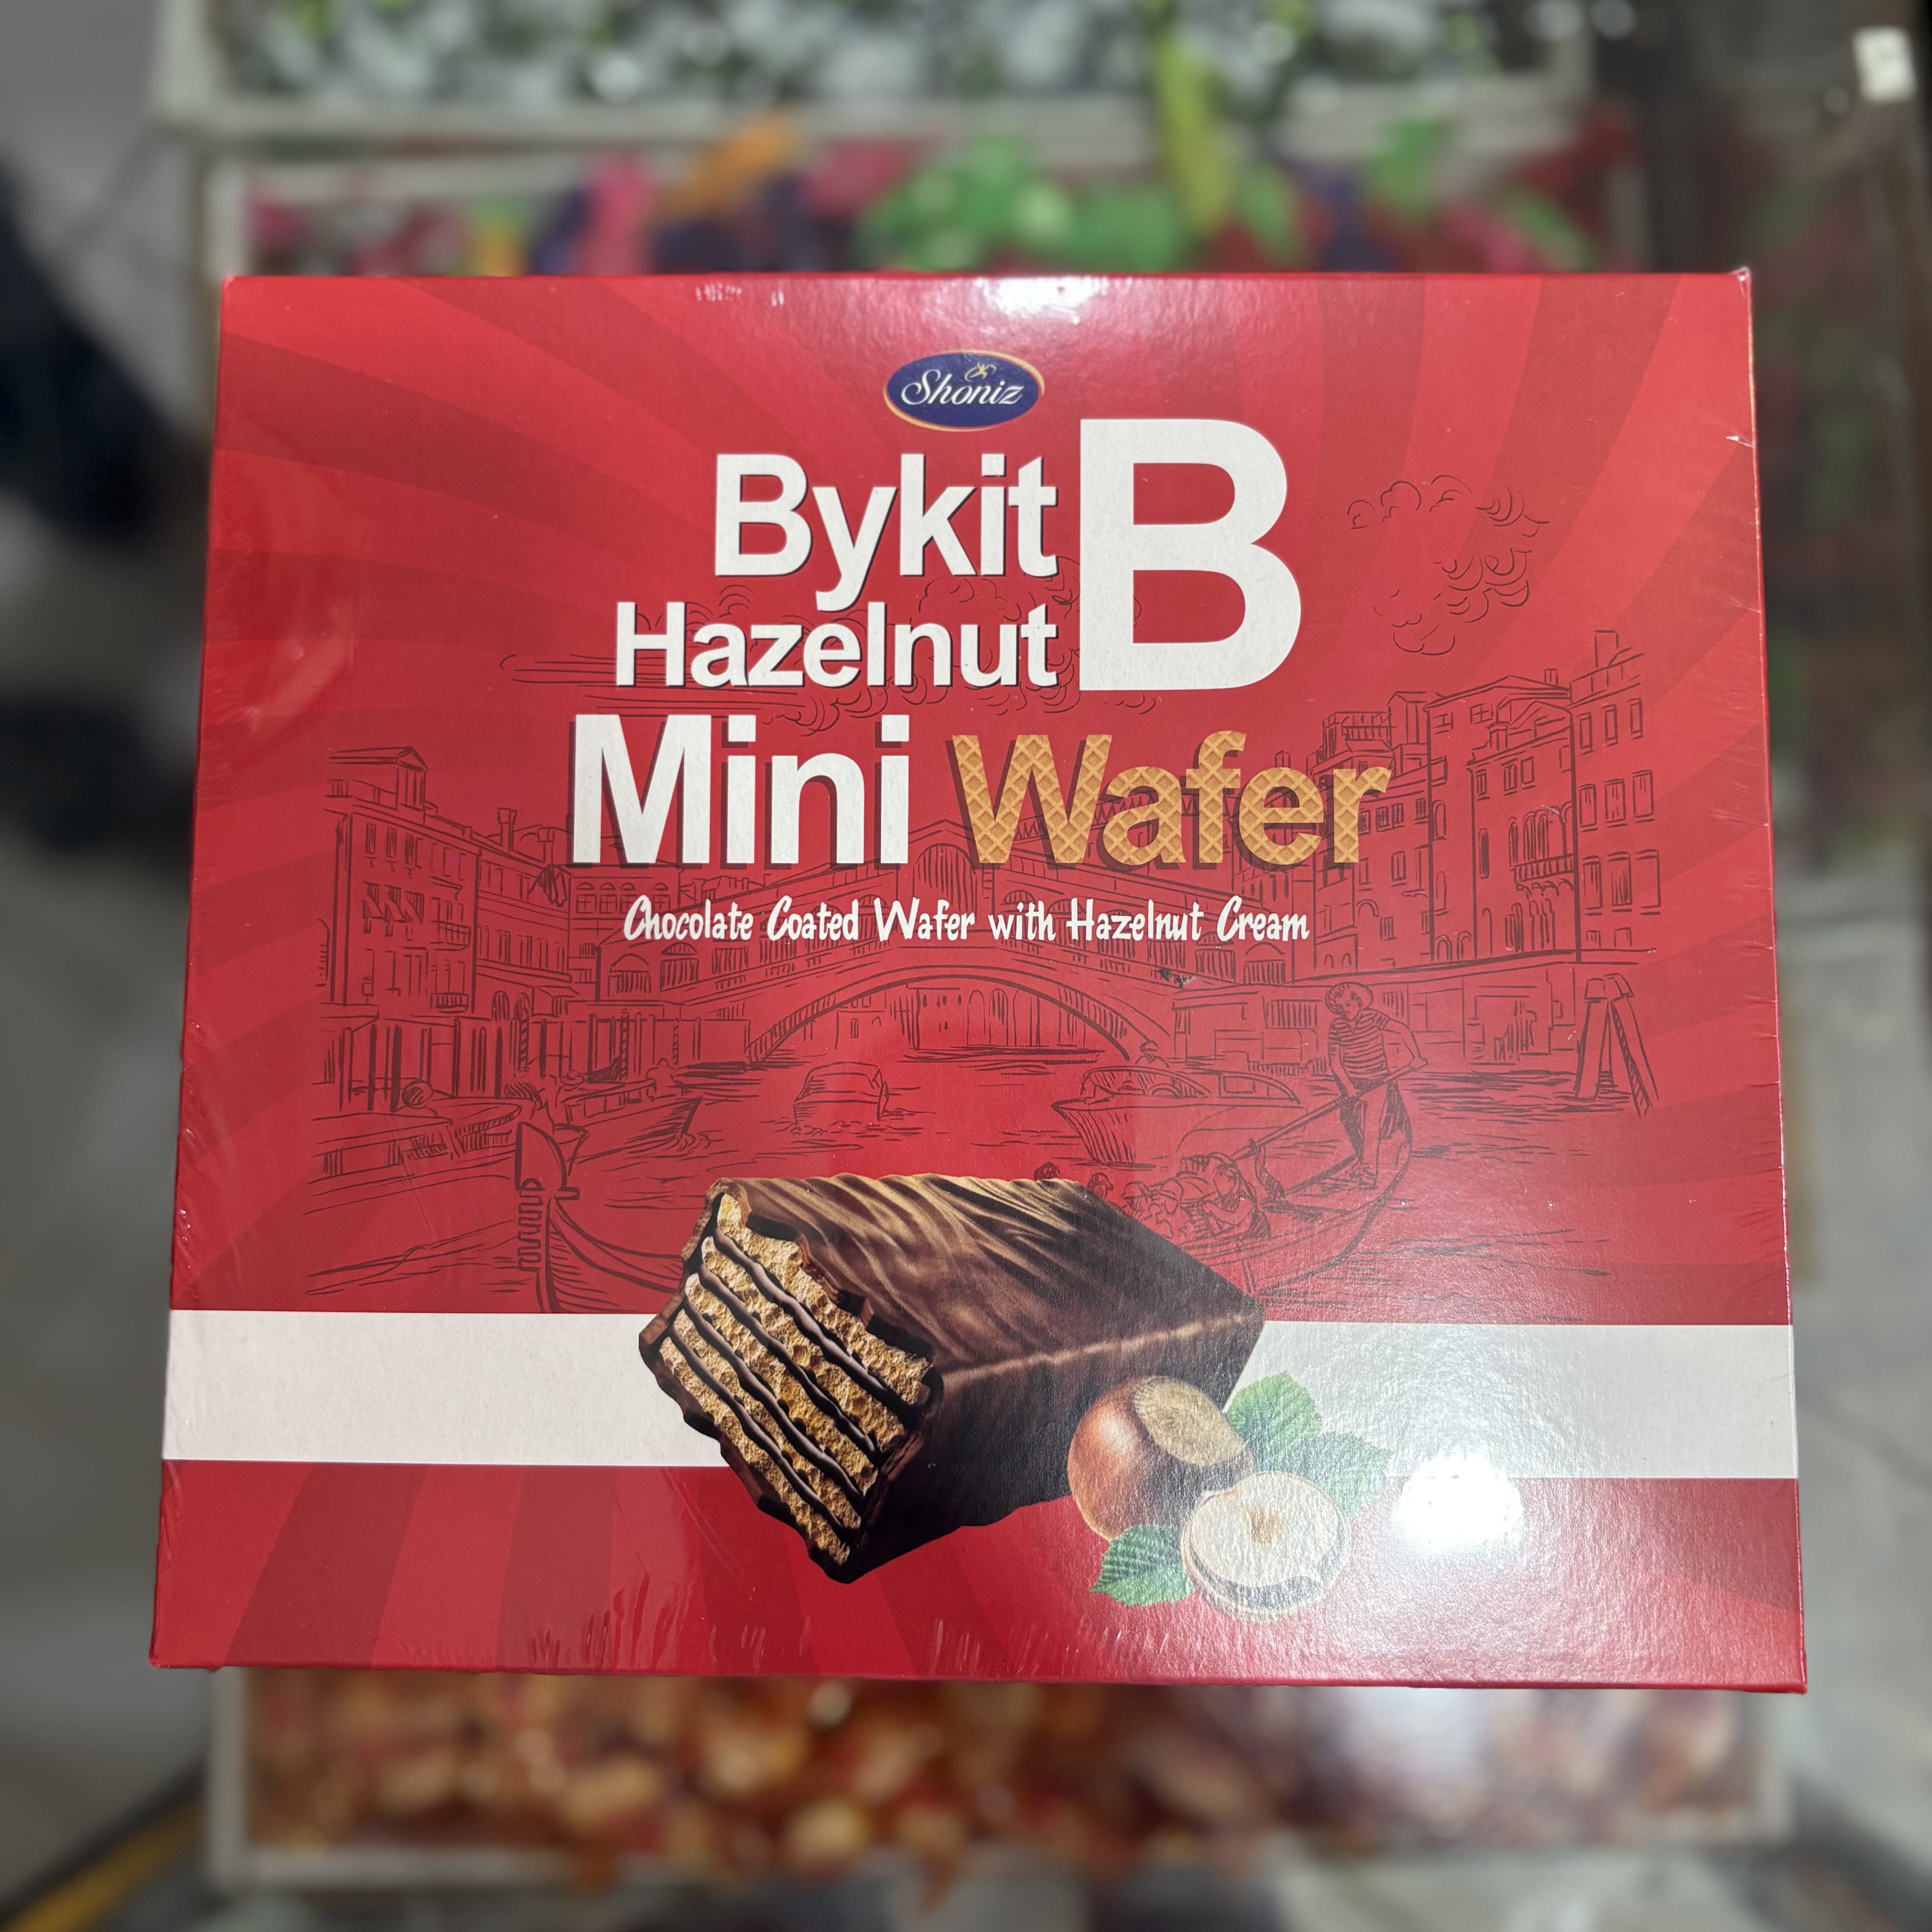 Shoniz
Bykit B
Hazelnut
Mini Wafer
Chocolate Coated Wafer with Hazelnut Cream